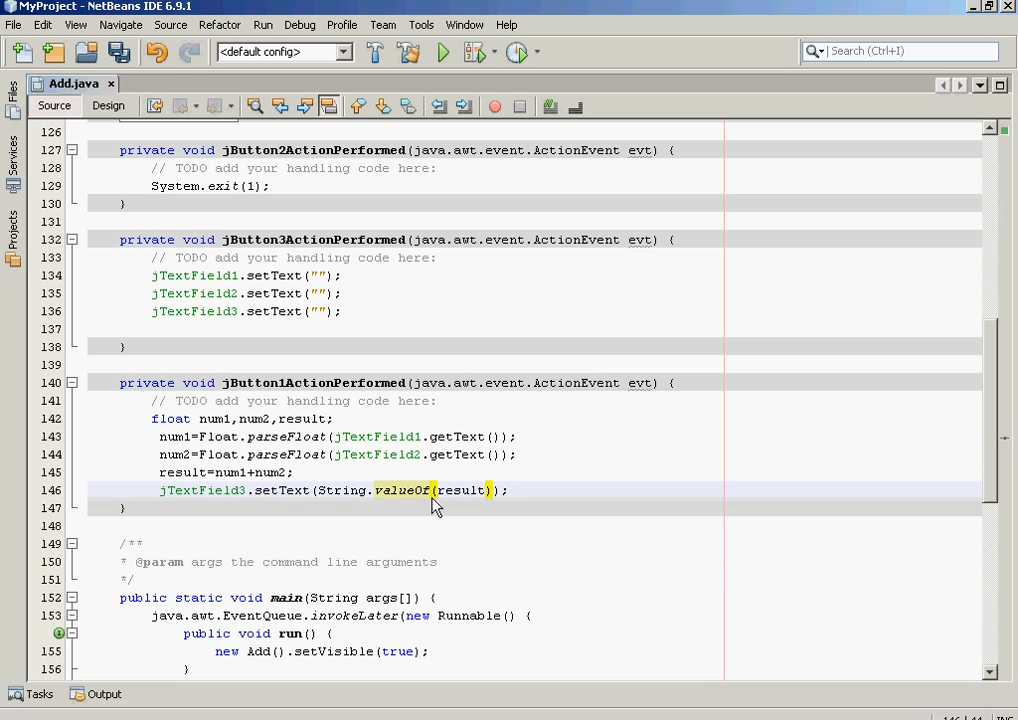 MyProject - NetBeans IDE 6.9.1
File Edit View Navigate Source Refactor Run Debug Profile Team Tools Window Help
<default config>
Search (Ctrl+I)
Files
Services
Projects
Add.java
Source Design
126
127 private void jButton2ActionPerformed(java.awt.event.ActionEvent evt) {
128 // TODO add your handling code here:
129 System.exit(1);
130 }
131
132 private void jButton3ActionPerformed(java.awt.event.ActionEvent evt) {
133 // TODO add your handling code here:
134 jTextField1.setText("");
135 jTextField2.setText("");
136 jTextField3.setText("");
137
138 }
139
140 private void jButton1ActionPerformed(java.awt.event.ActionEvent evt) {
141 // TODO add your handling code here:
142 float num1,num2,result;
143 num1=Float.parseFloat(jTextField1.getText());
144 num2=Float.parseFloat(jTextField2.getText());
145 result=num1+num2;
146 jTextField3.setText(String.valueOf(result));
147 }
148
149 /**
150 * @param args the command line arguments
151 */
152 public static void main(String args[]) {
153 java.awt.EventQueue.invokeLater(new Runnable() {
public void run() {
155 new Add().setVisible(true);
156 }
Tasks Output